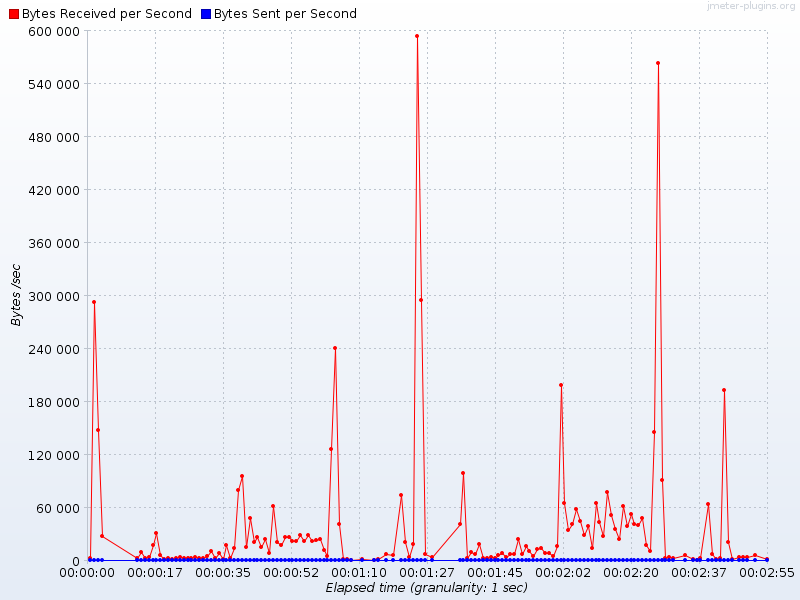 jmeter-plugins.org
Bytes Received per Second Bytes Sent per Second
600 000
540 000
480 000
420 000
360 000
300 000
240 000
180 000
120 000
60 000
0
Bytes /sec
00:00:00 00:00:17 00:00:35 00:00:52 00:01:10 00:01:27 00:01:45 00:02:02 00:02:20 00:02:37 00:02:55
Elapsed time (granularity: 1 sec)